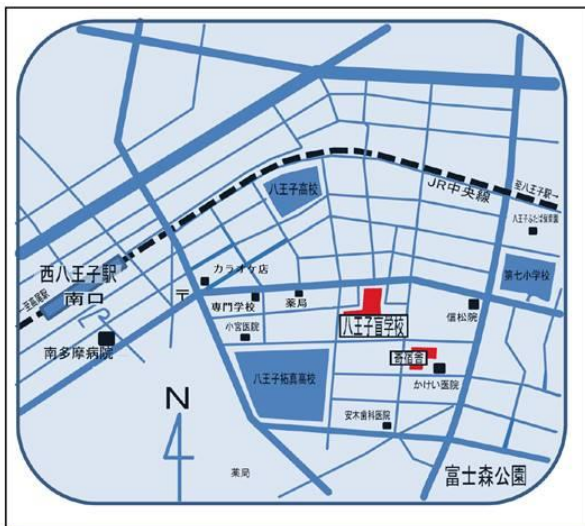 八王子高校
JR中央線
至八王子駅→
八王子ふたば保育園
カラオケ店
西八王子駅
南口
←至高尾駅
〒
専門学校
薬局
第七小学校
小宮医院
八王子盲学校
信松院
南多摩病院
寄宿舎
八王子拓真高校
かけい医院
N
安木歯科医院
薬局
富士森公園